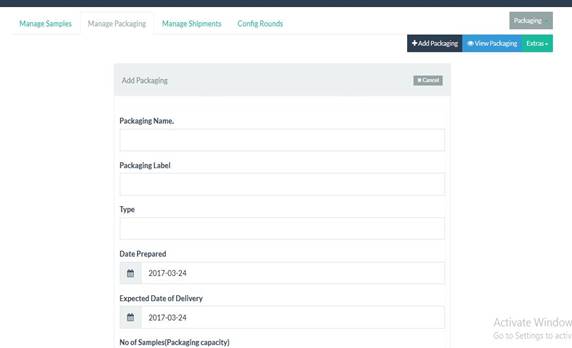 Manage Samples Manage Packaging Manage Shipments Config Rounds Packaging
Add Packaging View Packaging Extras
Add Packaging Cancel
Packaging Name.
Packaging Label
Type
Date Prepared
2017-03-24
Expected Date of Delivery
2017-03-24
Activate Window
Go to Settings to activ
No of Samples(Packaging capacity)